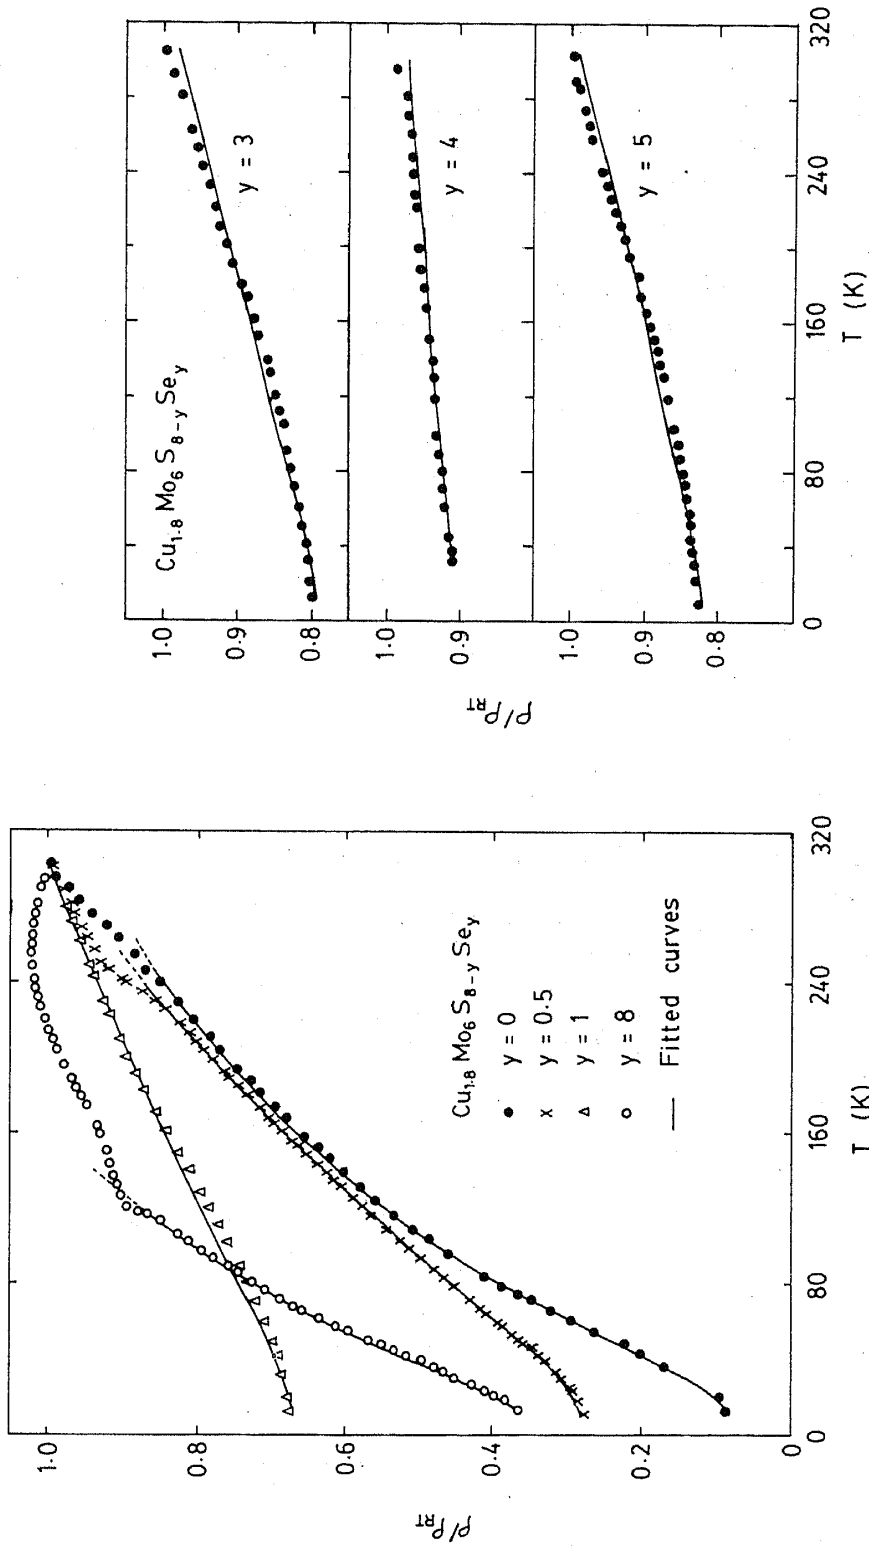 1.0
0.8
0.6
0.4
0.2
0
ρ/ρRT
0
80
160
240
320
T (K)
Cu1.8 Mo6 S8-y Sey
● y = 0
x y = 0.5
△ y = 1
○ y = 8
— Fitted curves
1.0
0.9
0.8
Cu1.8 Mo6 S8-y Sey
y = 3
1.0
0.9
y = 4
1.0
0.9
0.8
y = 5
ρ/ρRT
0
80
160
240
320
T (K)